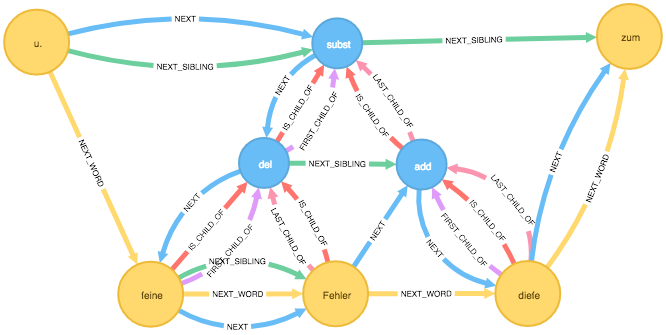 u.
NEXT
subst
NEXT_SIBLING
zum
NEXT_SIBLING
NEXT
IS_CHILD_OF
FIRST_CHILD_OF
IS_CHILD_OF
LAST_CHILD_OF
NEXT_WORD
del
NEXT_SIBLING
add
NEXT
NEXT_WORD
NEXT
IS_CHILD_OF
FIRST_CHILD_OF
LAST_CHILD_OF
IS_CHILD_OF
NEXT
NEXT
FIRST_CHILD_OF
IS_CHILD_OF
LAST_CHILD_OF
NEXT_SIBLING
feine
NEXT_WORD
Fehler
NEXT_WORD
diefe
NEXT